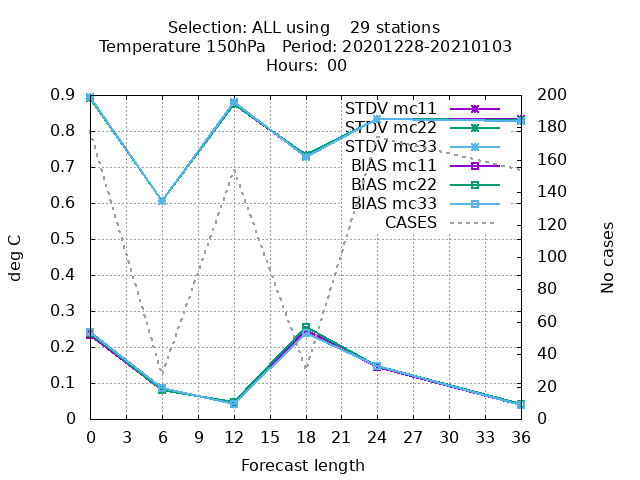 Selection: ALL using    29 stations
Temperature 150hPa   Period: 20201228-20210103
Hours:  00
0.9
0.8
0.7
0.6
0.5
0.4
0.3
0.2
0.1
0
deg C
STDV mc11
STDV mc22
STDV mc33
BIAS mc11
BIAS mc22
BIAS mc33
CASES
200
180
160
140
120
100
80
60
40
20
0
No cases
0 3 6 9 12 15 18 21 24 27 30 33 36
Forecast length